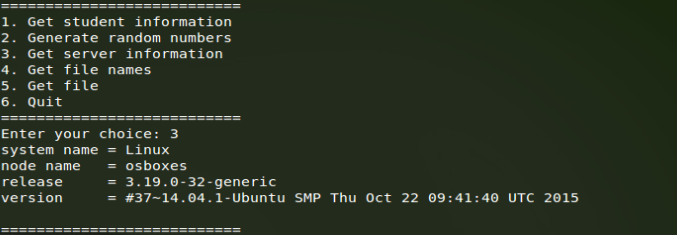 ===========================
1. Get student information
2. Generate random numbers
3. Get server information
4. Get file names
5. Get file
6. Quit
===========================
Enter your choice: 3
system name = Linux
node name   = osboxes
release     = 3.19.0-32-generic
version     = #37~14.04.1-Ubuntu SMP Thu Oct 22 09:41:40 UTC 2015

===========================